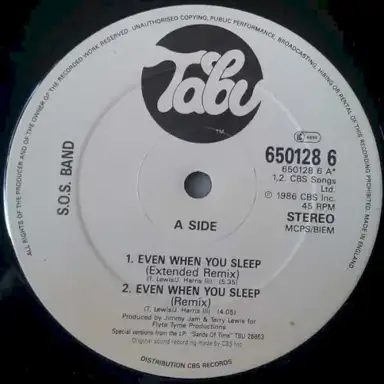 ALL RIGHTS OF THE PRODUCER AND OF THE OWNER OF THE RECORDED WORK RESERVED. UNAUTHORISED COPYING, PUBLIC PERFORMANCE, BROADCASTING, HIRING OR RENTAL OF THIS RECORDING PROHIBITED. MADE IN ENGLAND.
Tabu
TM
S.O.S. BAND
650128 6
650128 6 A*
1,2. CBS Songs
Ltd.
℗ 1986 CBS Inc.
45 RPM
STEREO
MCPS/BIEM
A SIDE
1. EVEN WHEN YOU SLEEP
(Extended Remix)
(T. Lewis/J. Harris III) (5.35)
2. EVEN WHEN YOU SLEEP
(Remix)
(T. Lewis/J. Harris III) (4.05)
Produced by Jimmy Jam & Terry Lewis for
Flyte Tyme Productions
Special versions from the LP: "Sands Of Time" TBU 26863
Original sound recording made by CBS Inc.
DISTRIBUTION CBS RECORDS